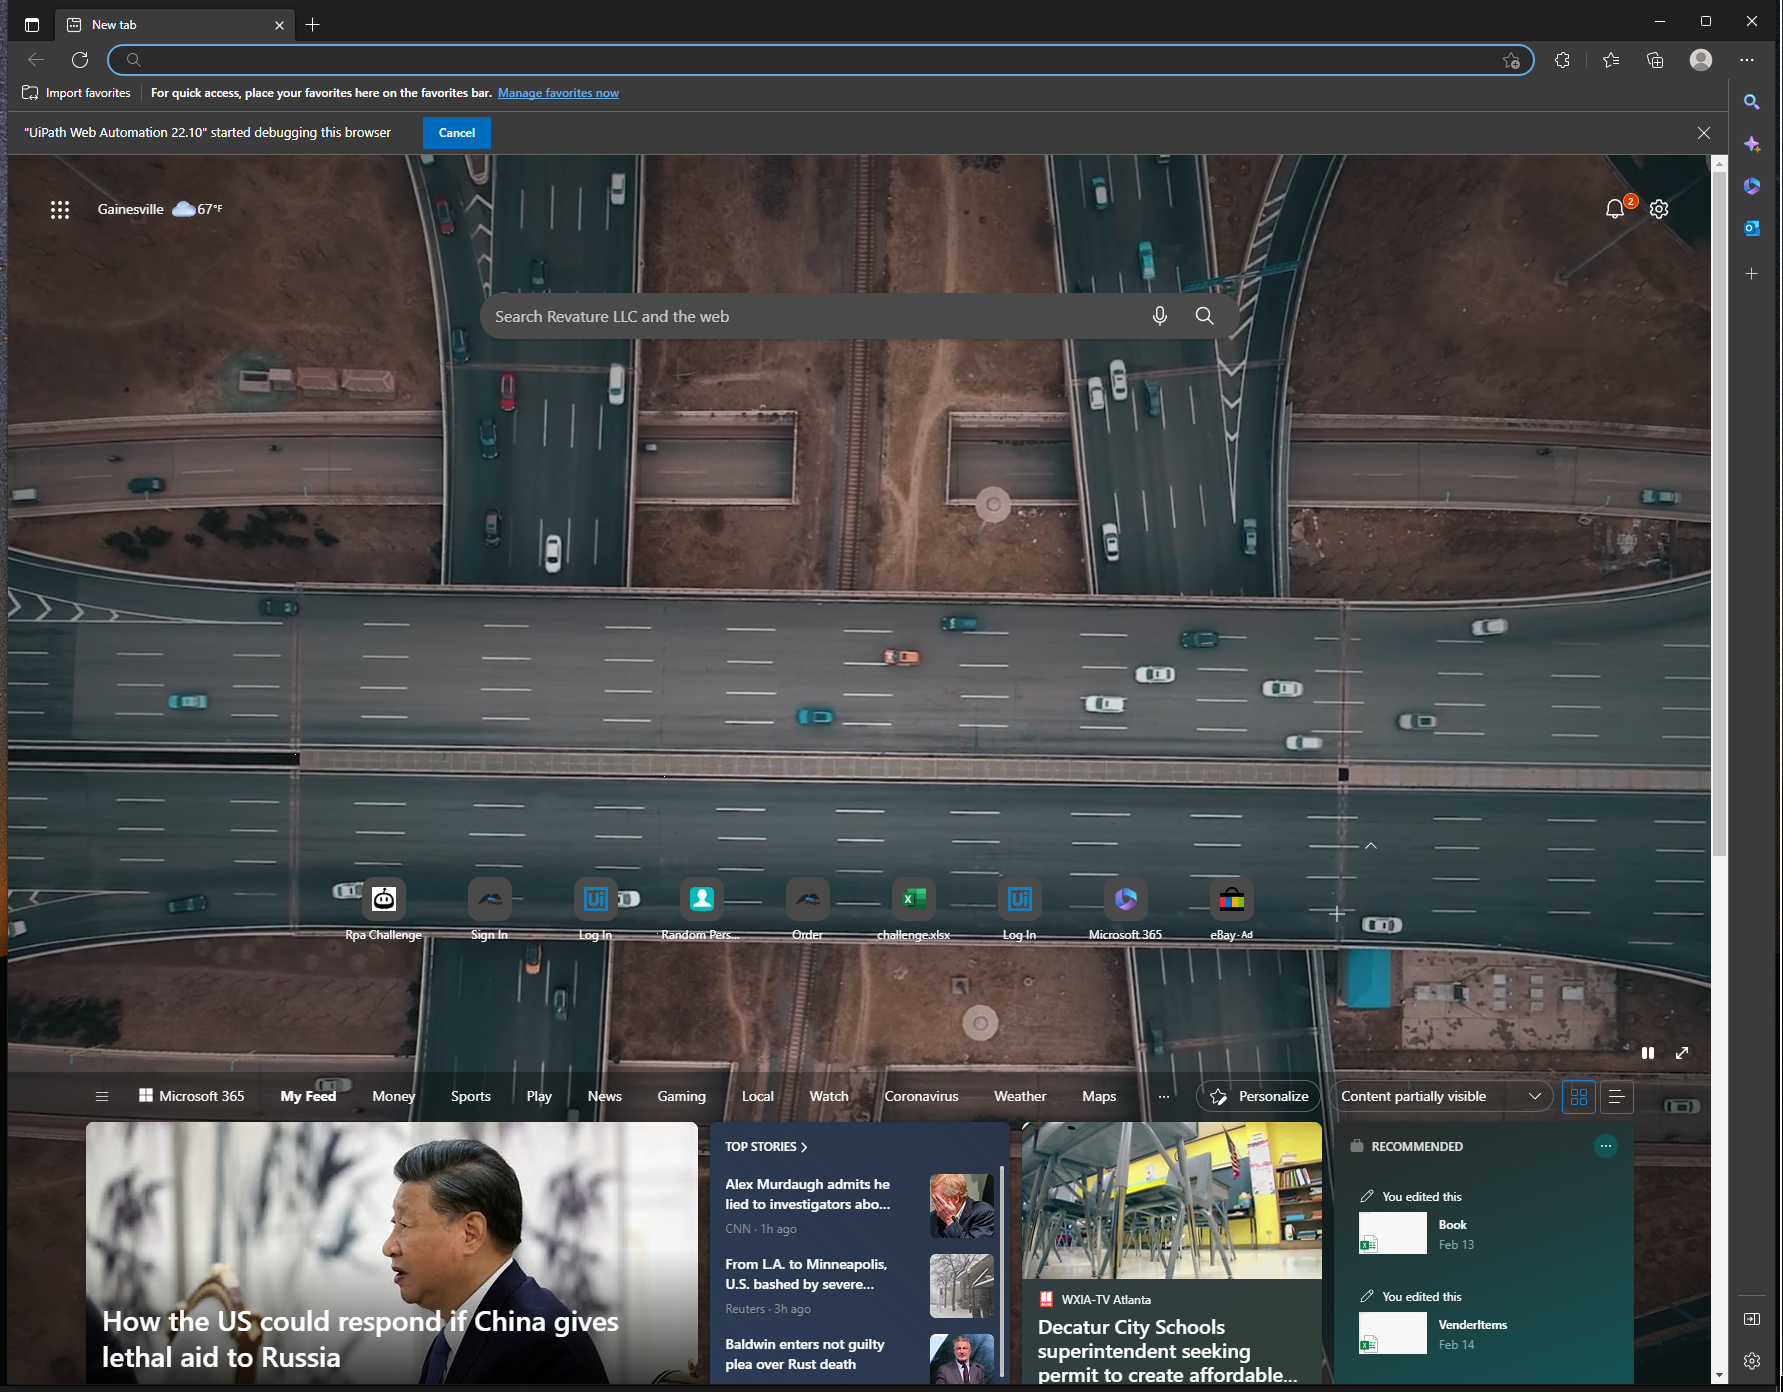 New tab
Import favorites
For quick access, place your favorites here on the favorites bar. Manage favorites now
"UiPath Web Automation 22.10" started debugging this browser
Cancel
Gainesville 67°F
2
Search Revature LLC and the web
Ui
Ui
Rpa Challenge
Sign In
Log In
Random Pers...
Order
challenge.xlsx
Log In
Microsoft 365
eBay · Ad
Microsoft 365
My Feed
Money
Sports
Play
News
Gaming
Local
Watch
Coronavirus
Weather
Maps
...
Personalize
Content partially visible
How the US could respond if China gives
lethal aid to Russia
TOP STORIES
Alex Murdaugh admits he
lied to investigators abo...
CNN · 1h ago
From L.A. to Minneapolis,
U.S. bashed by severe...
Reuters · 3h ago
Baldwin enters not guilty
plea over Rust death
WXIA-TV Atlanta
Decatur City Schools
superintendent seeking
permit to create affordable...
RECOMMENDED
You edited this
Book
Feb 13
You edited this
VenderItems
Feb 14